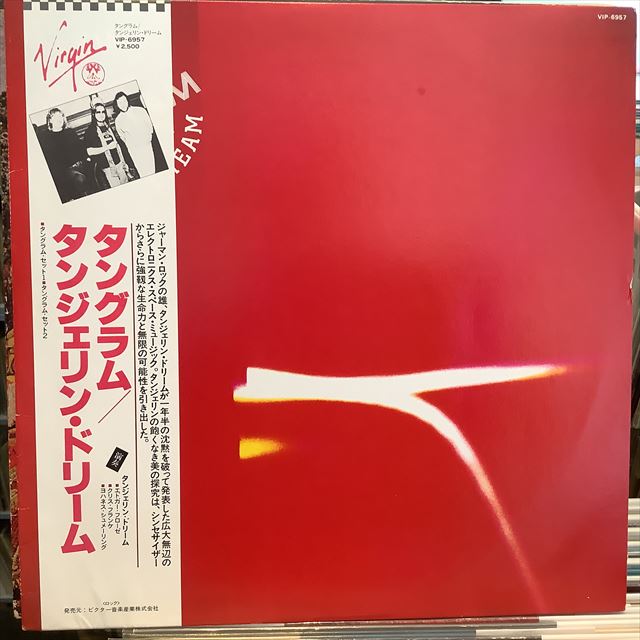 VIP-6957
Virgin
タングラム/
タンジェリン・ドリーム
VIP-6957
￥2,500
EAM
タングラム/
タンジェリン・ドリーム
■タングラム・セット1■タングラム・セット2
ジャーマン・ロックの雄、タンジェリン・ドリームが一年半の沈黙を破って発表した広大無辺の
エレクトロニクス・スペース・ミュージック。タンジェリンの飽くなき美の探究は、シンセサイザー
からさらに強靱な生命力と無限の可能性を引き出した。
演奏
タンジェリン・ドリーム
■エドガー・フローゼ
■クリス・フランケ
■ヨハネス・シュメーリング
〈ロック〉
発売元:ビクター音楽産業株式会社